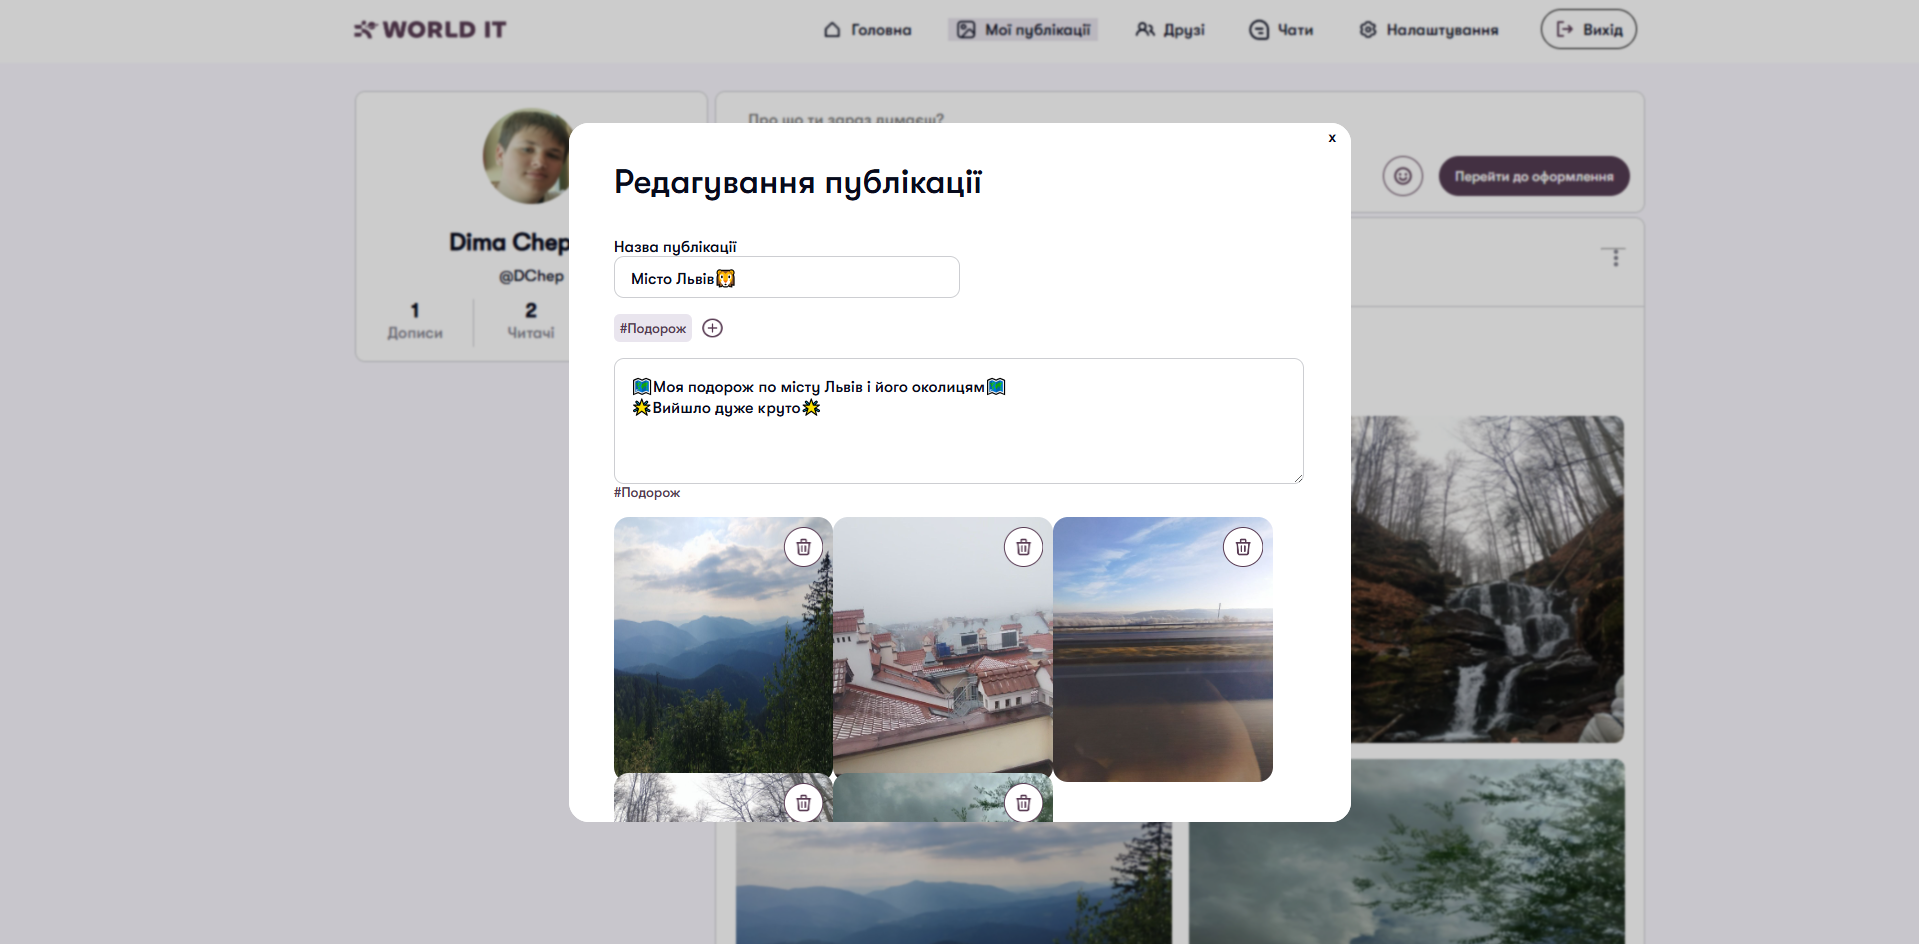 WORLD IT
Головна
Мої публікації
Друзі
Чати
Налаштування
Вихід
Про що ти зараз думаєш?
Перейти до оформлення
Dima Chep
@DChep
1
Дописи
2
Читачі
x
Редагування публікації
Назва публікації
Місто Львів🦁
#Подорож
🗺️Моя подорож по місту Львів і його околицям🗺️
🌟Вийшло дуже круто🌟
#Подорож